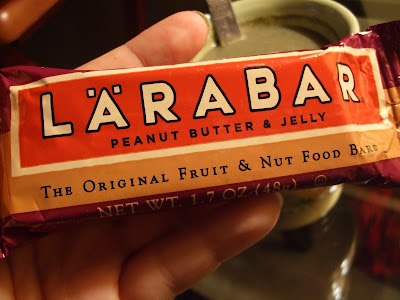 LÄRABAR
PEANUT BUTTER & JELLY
THE ORIGINAL FRUIT & NUT FOOD BAR®
NET WT. 1.7 OZ (48g)